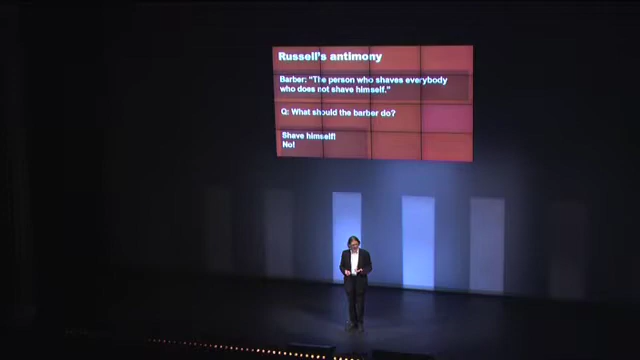 Russell's antimony
Barber: "The person who shaves everybody
who does not shave himself."
Q: What should the barber do?
Shave himself!
No!